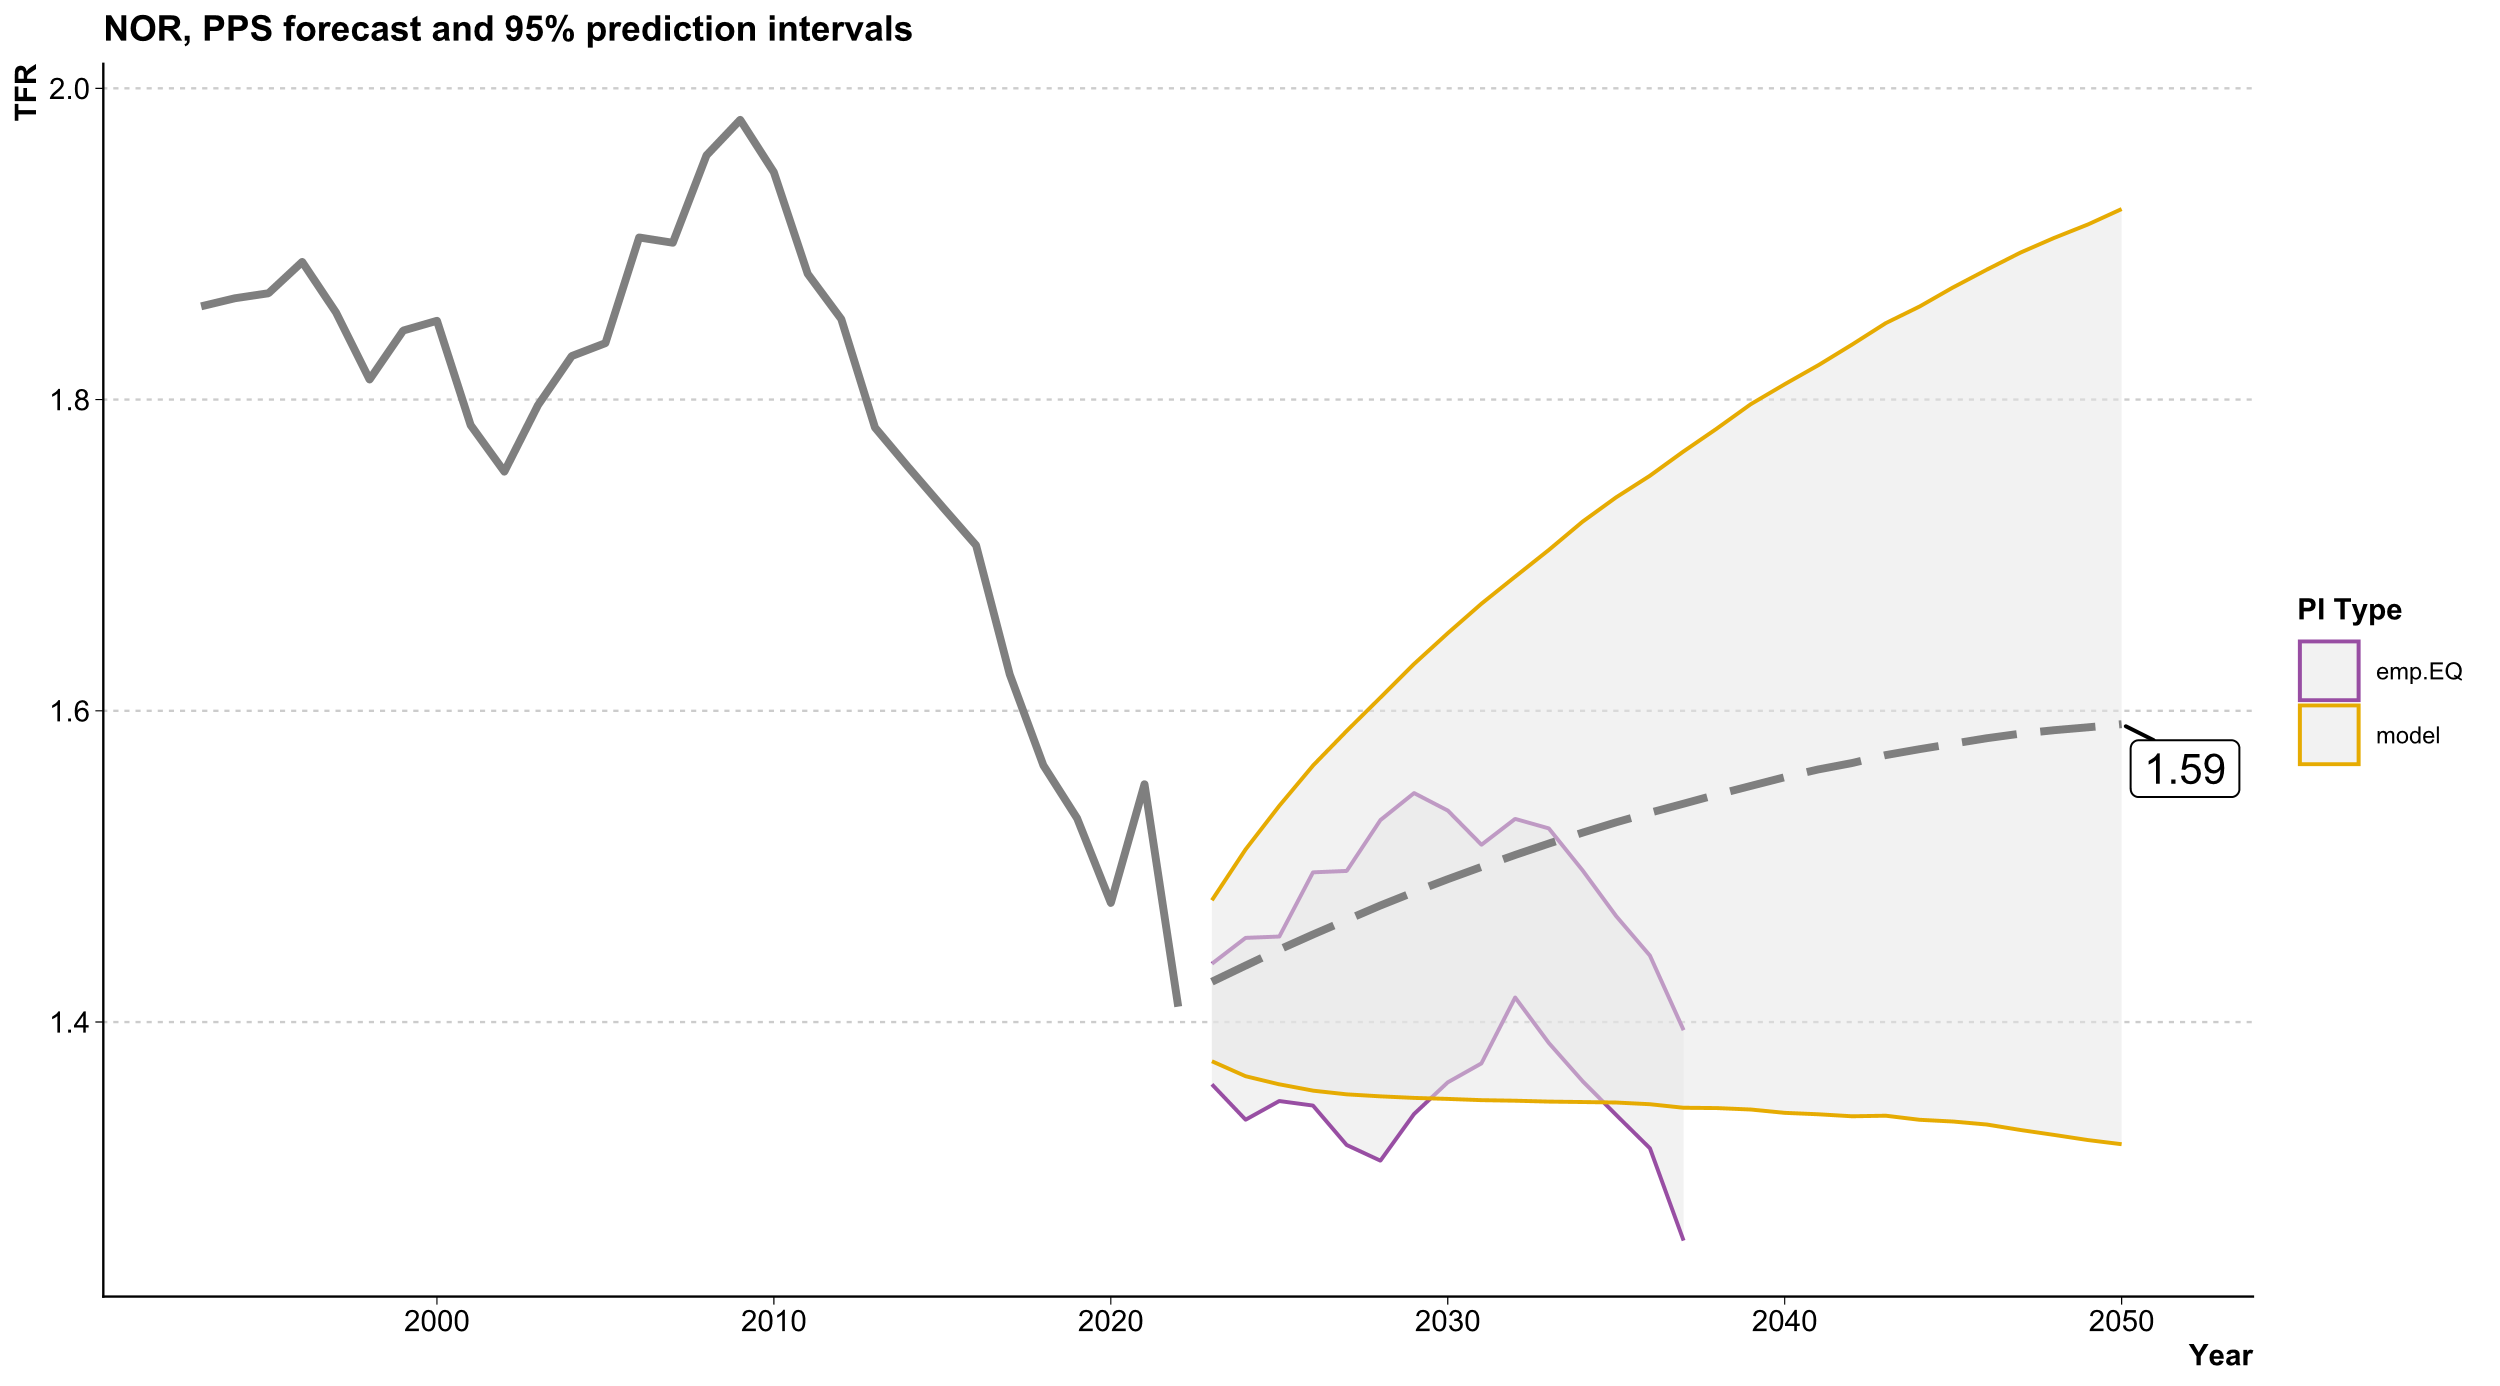 NOR, PPS forecast and 95% prediction intervals
TFR
2.0
1.8
1.6
1.4
2000
2010
2020
2030
2040
2050
Year
1.59
PI Type
emp.EQ
model